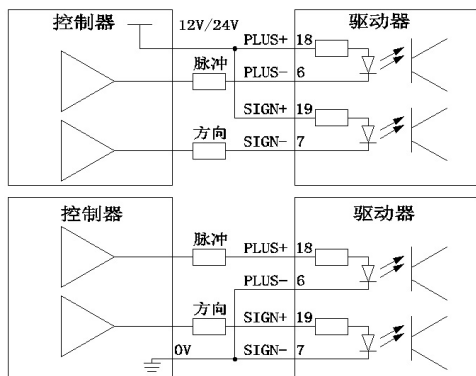 控制器 12V/24V 驱动器
PLUS+ 18
脉冲 PLUS- 6
SIGN+ 19
方向 SIGN- 7
控制器 驱动器
脉冲 PLUS+ 18
PLUS- 6
方向 SIGN+ 19
0V SIGN- 7